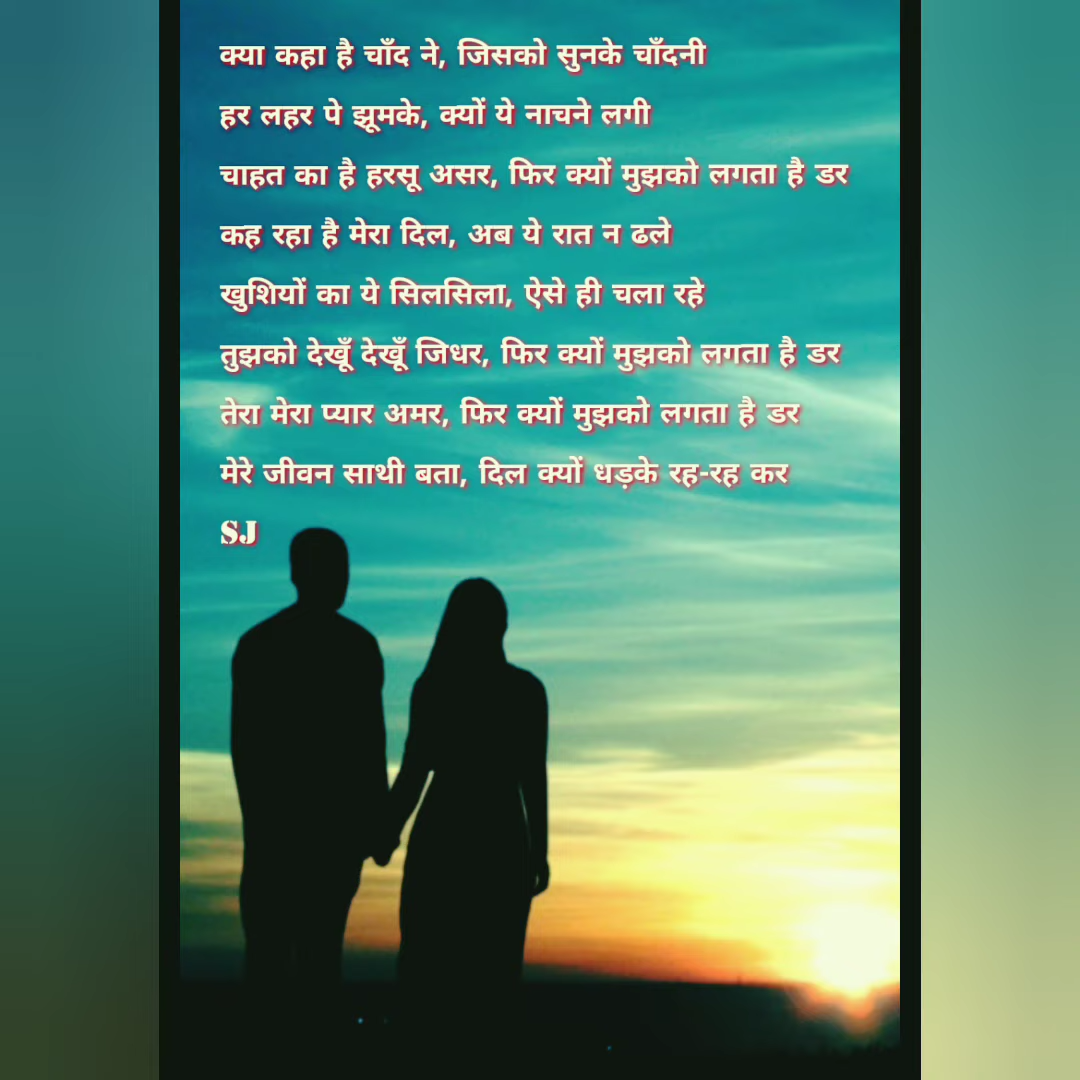 क्या कहा है चाँद ने, जिसको सुनके चाँदनी
हर लहर पे झूमके, क्यों ये नाचने लगी
चाहत का है हरसू असर, फिर क्यों मुझको लगता है डर
कह रहा है मेरा दिल, अब ये रात न ढले
खुशियों का ये सिलसिला, ऐसे ही चला रहे
तुझको देखूँ देखूँ जिधर, फिर क्यों मुझको लगता है डर
तेरा मेरा प्यार अमर, फिर क्यों मुझको लगता है डर
मेरे जीवन साथी बता, दिल क्यों धड़के रह-रह कर
SJ